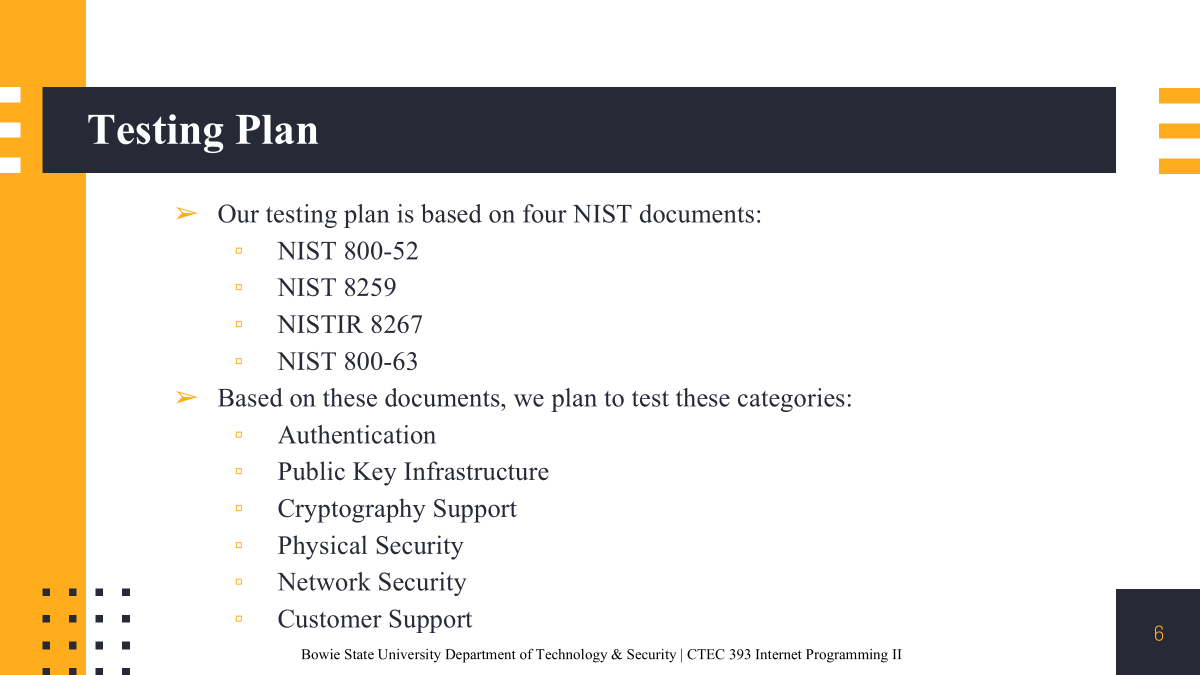 Testing Plan
➢ Our testing plan is based on four NIST documents:
▫ NIST 800-52
▫ NIST 8259
▫ NISTIR 8267
▫ NIST 800-63
➢ Based on these documents, we plan to test these categories:
▫ Authentication
▫ Public Key Infrastructure
▫ Cryptography Support
▫ Physical Security
▫ Network Security
▫ Customer Support
Bowie State University Department of Technology & Security | CTEC 393 Internet Programming II
6